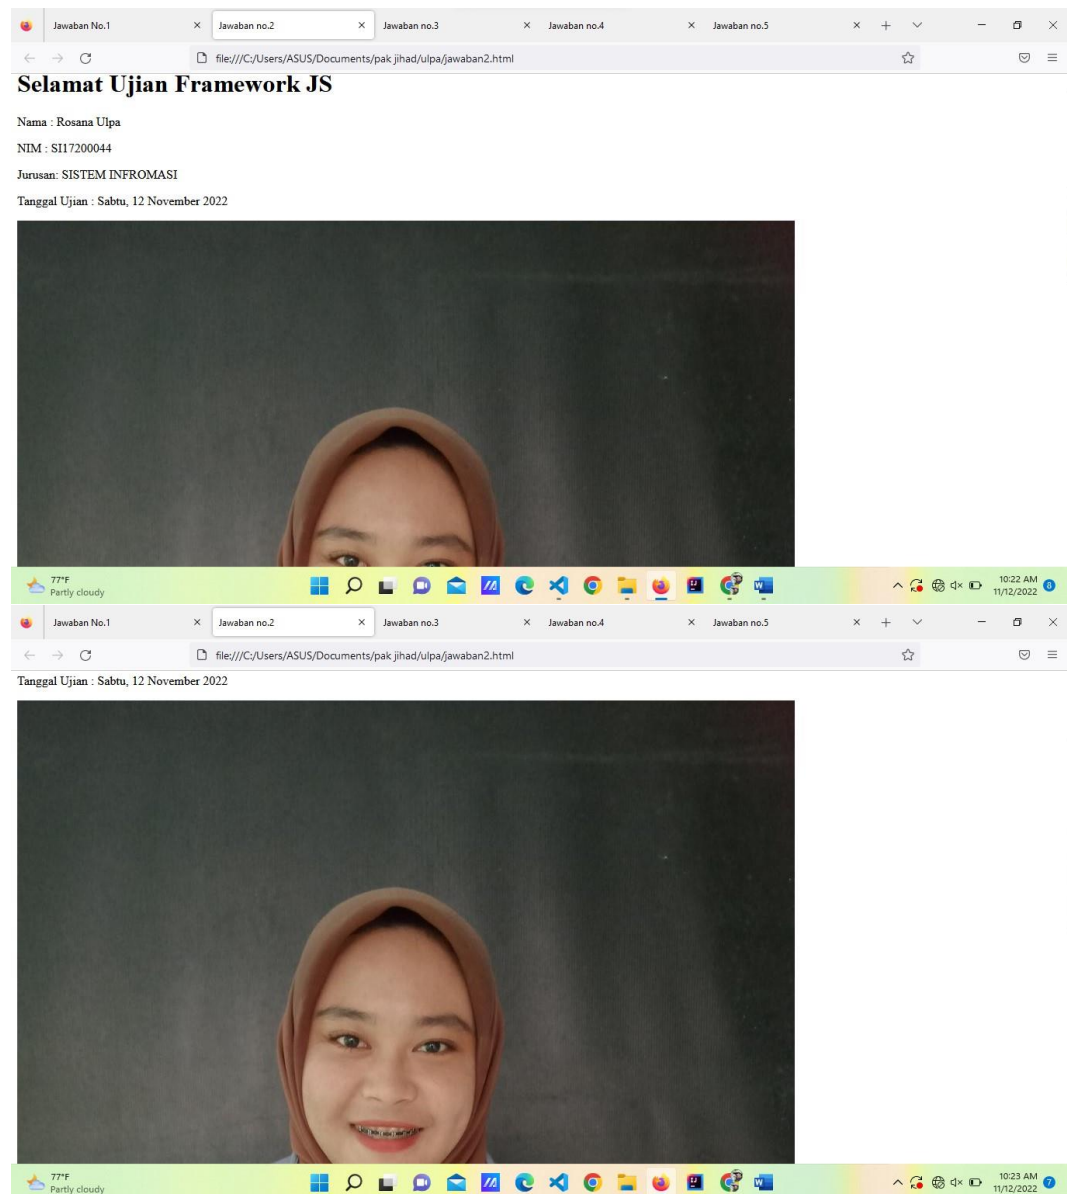 Jawaban No.1
Jawaban no.2
Jawaban no.3
Jawaban no.4
Jawaban no.5
file:///C:/Users/ASUS/Documents/pak jihad/ulpa/jawaban2.html
Selamat Ujian Framework JS
Nama : Rosana Ulpa
NIM : SI17200044
Jurusan: SISTEM INFROMASI
Tanggal Ujian : Sabtu, 12 November 2022
77°F
Partly cloudy
10:22 AM
11/12/2022
8
Jawaban No.1
Jawaban no.2
Jawaban no.3
Jawaban no.4
Jawaban no.5
file:///C:/Users/ASUS/Documents/pak jihad/ulpa/jawaban2.html
Tanggal Ujian : Sabtu, 12 November 2022
77°F
Partly cloudy
10:23 AM
11/12/2022
7